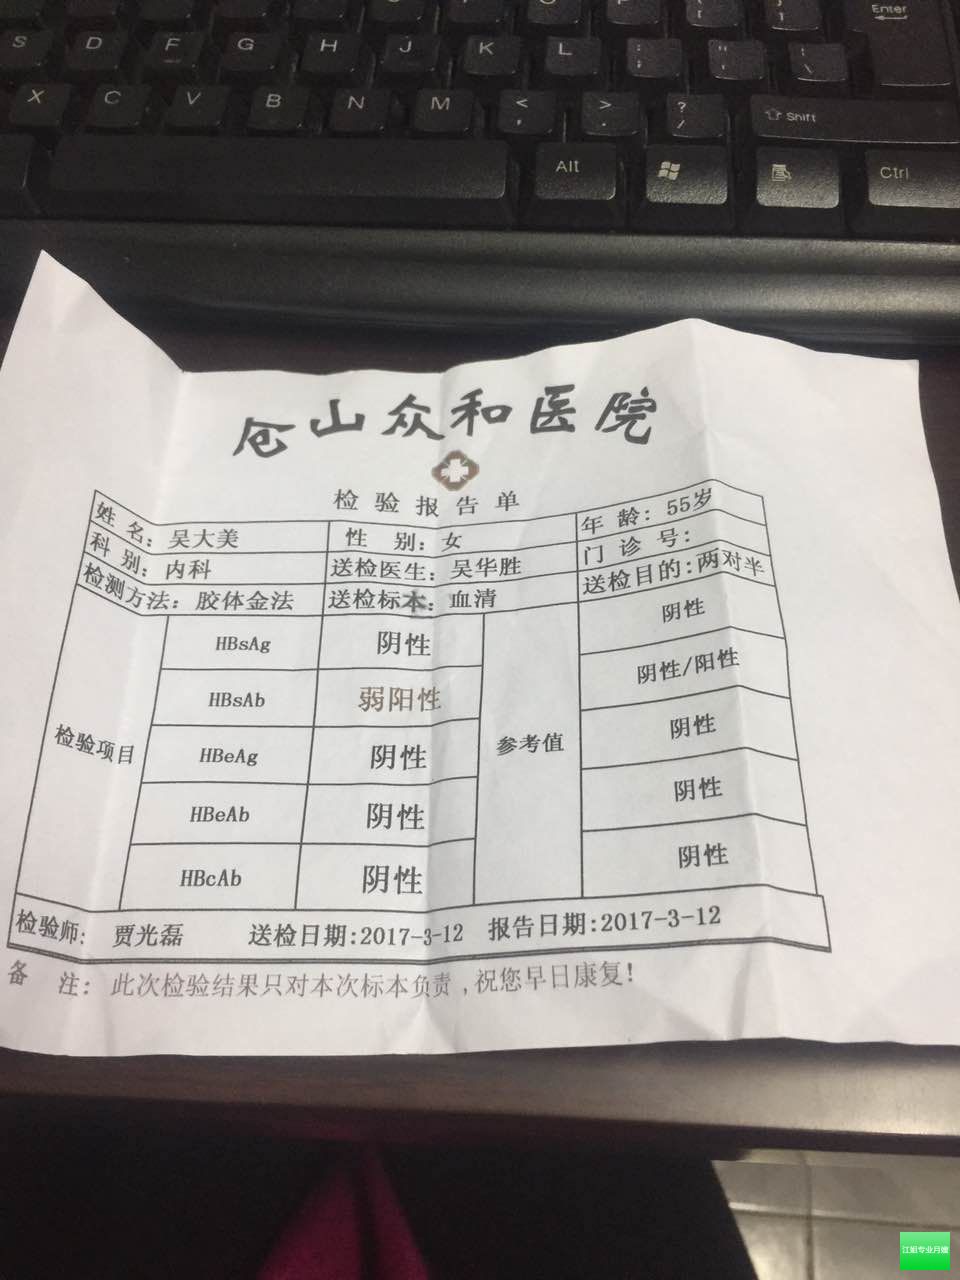 Enter
S D F G H J K L ; : " '
X C V B N M < , > . ? /
Shift
Alt Ctrl
仓山众和医院
检验报告单
姓名：吴大美 性别：女 年龄：55岁
科别：内科 送检医生：吴华胜 门诊号：
检测方法：胶体金法 送检标本：血清 送检目的：两对半
检验项目 参考值
HBsAg 阴性 阴性
HBsAb 弱阳性 阴性/阳性
HBeAg 阴性 阴性
HBeAb 阴性 阴性
HBcAb 阴性 阴性
检验师：贾光磊 送检日期:2017-3-12 报告日期:2017-3-12
备注：此次检验结果只对本次标本负责,祝您早日康复！
江姐专业月嫂